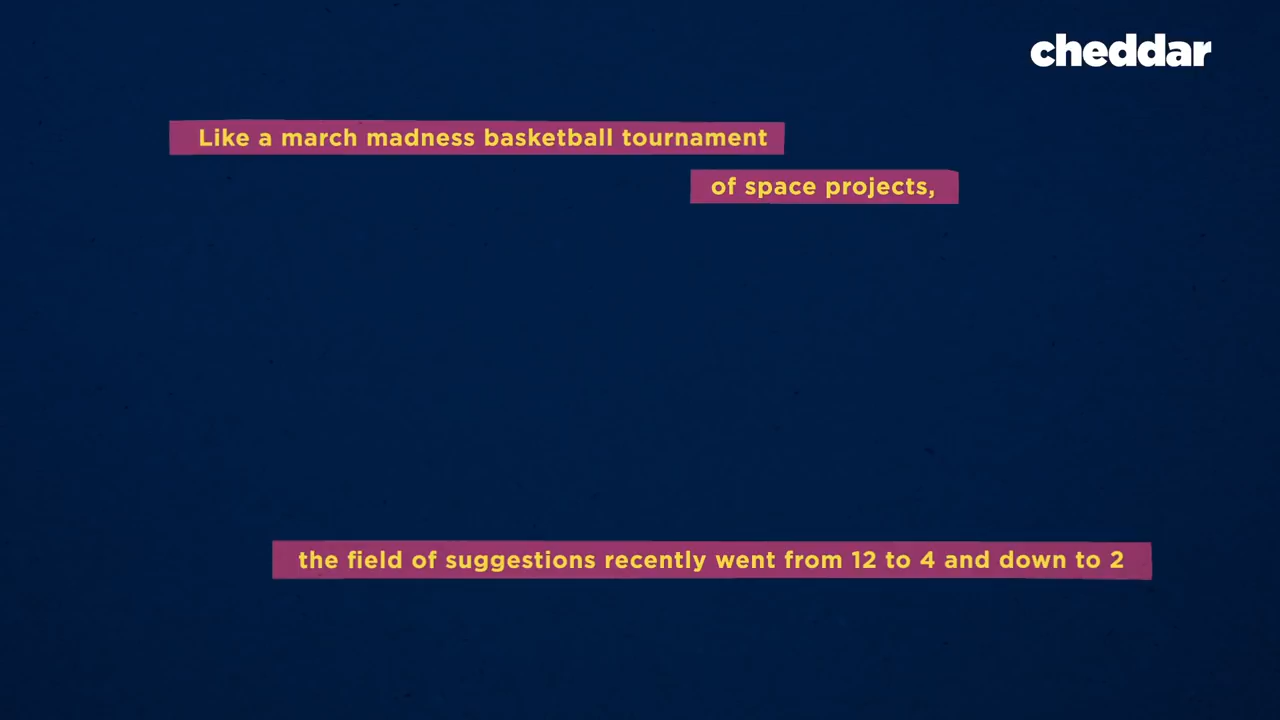 cheddar
Like a march madness basketball tournament
of space projects,
the field of suggestions recently went from 12 to 4 and down to 2